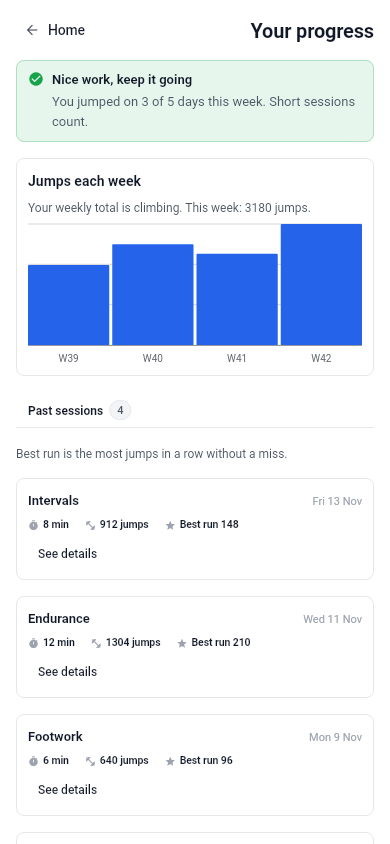 Home
Your progress
Nice work, keep it going
You jumped on 3 of 5 days this week. Short sessions
count.
Jumps each week
Your weekly total is climbing. This week: 3180 jumps.
W39 W40 W41 W42
Past sessions 4
Best run is the most jumps in a row without a miss.
Intervals Fri 13 Nov
8 min 912 jumps Best run 148
See details
Endurance Wed 11 Nov
12 min 1304 jumps Best run 210
See details
Footwork Mon 9 Nov
6 min 640 jumps Best run 96
See details